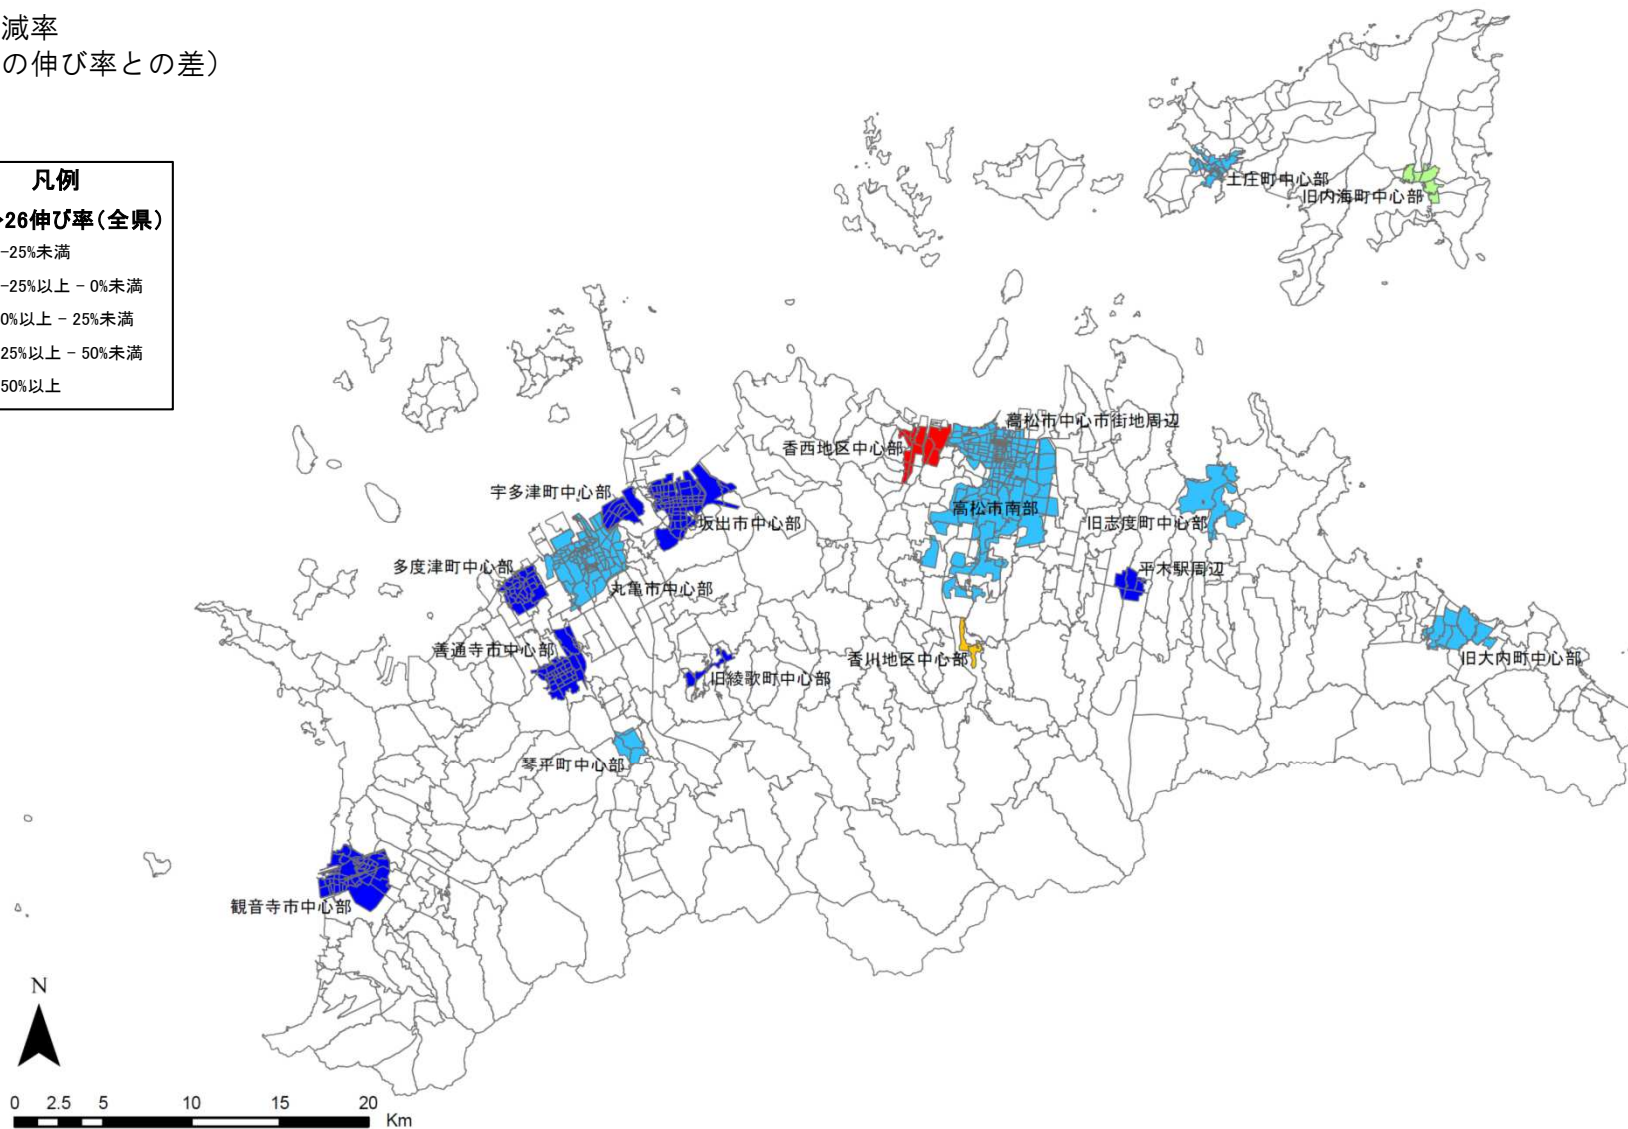 減率
の伸び率との差）
凡例
26伸び率（全県）
-25%未満
-25%以上 - 0%未満
0%以上 - 25%未満
25%以上 - 50%未満
50%以上
土庄町中心部
旧内海町中心部
高松市中心市街地周辺
香西地区中心部
宇多津町中心部
高松市南部
坂出市中心部
旧志度町中心部
多度津町中心部
平木駅周辺
丸亀市中心部
善通寺市中心部
香川地区中心部
旧大内町中心部
旧綾歌町中心部
琴平町中心部
観音寺市中心部
N
0 2.5 5 10 15 20
Km